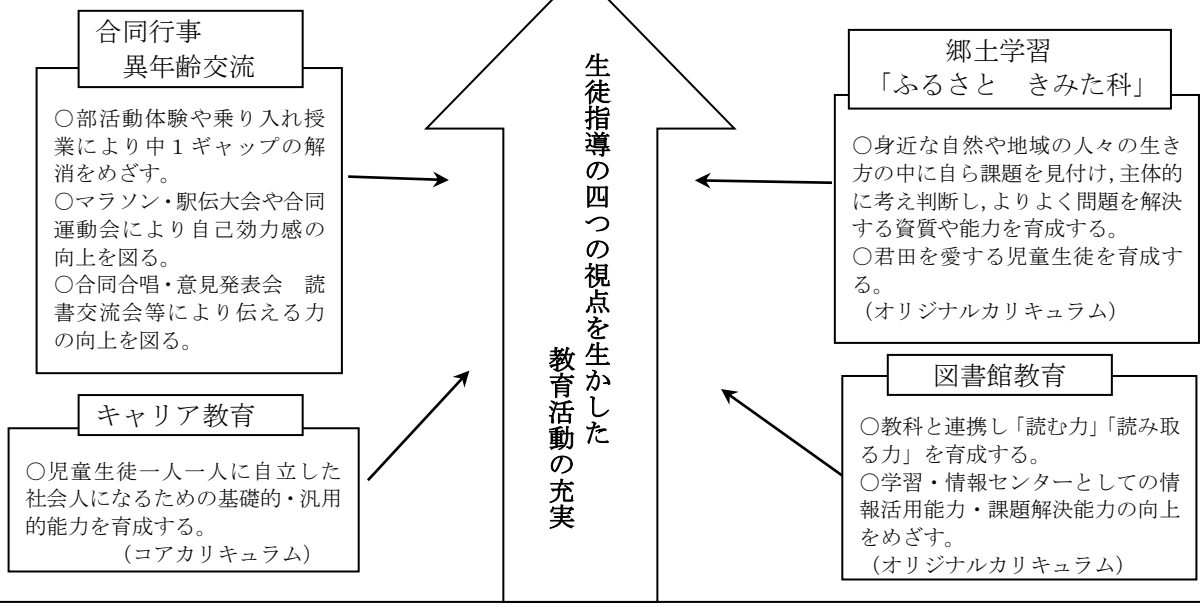 合同行事
異年齢交流
○部活動体験や乗り入れ授
業により中１ギャップの解
消をめざす。
○マラソン・駅伝大会や合同
運動会により自己効力感の
向上を図る。
○合同合唱・意見発表会　読
書交流会等により伝える力
の向上を図る。
キャリア教育
○児童生徒一人一人に自立した
社会人になるための基礎的・汎用
的能力を育成する。
（コアカリキュラム）
生徒指導の四つの視点を生かした
教育活動の充実
郷土学習
「ふるさと　きみた科」
○身近な自然や地域の人々の生き
方の中に自ら課題を見付け，主体的
に考え判断し，よりよく問題を解決
する資質や能力を育成する。
○君田を愛する児童生徒を育成す
る。
（オリジナルカリキュラム）
図書館教育
○教科と連携し「読む力」「読み取
る力」を育成する。
○学習・情報センターとしての情
報活用能力・課題解決能力の向上
をめざす。
（オリジナルカリキュラム）